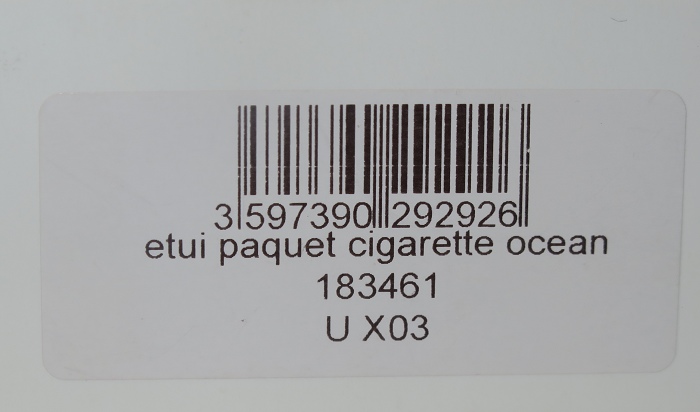 3 597390 292926
etui paquet cigarette ocean
183461
U X03